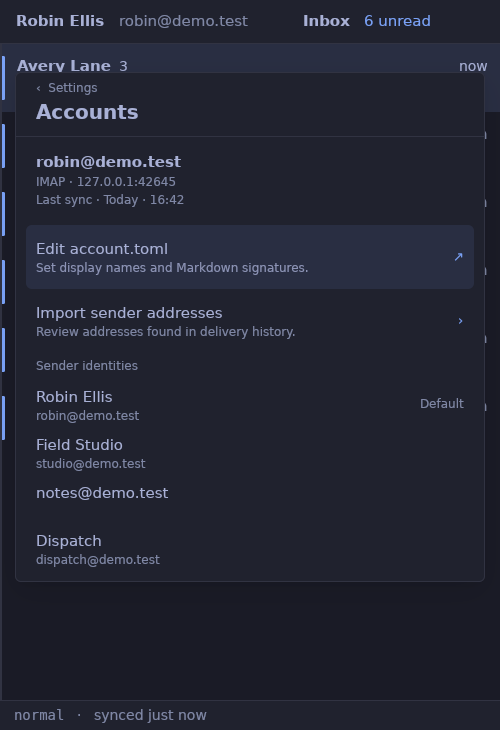 Robin Ellis robin@demo.test Inbox 6 unread
Avery Lane 3 now
‹ Settings
Accounts
robin@demo.test
IMAP · 127.0.0.1:42645
Last sync · Today · 16:42
Edit account.toml ↗
Set display names and Markdown signatures.
Import sender addresses ›
Review addresses found in delivery history.
Sender identities
Robin Ellis Default
robin@demo.test
Field Studio
studio@demo.test
notes@demo.test
Dispatch
dispatch@demo.test
normal · synced just now